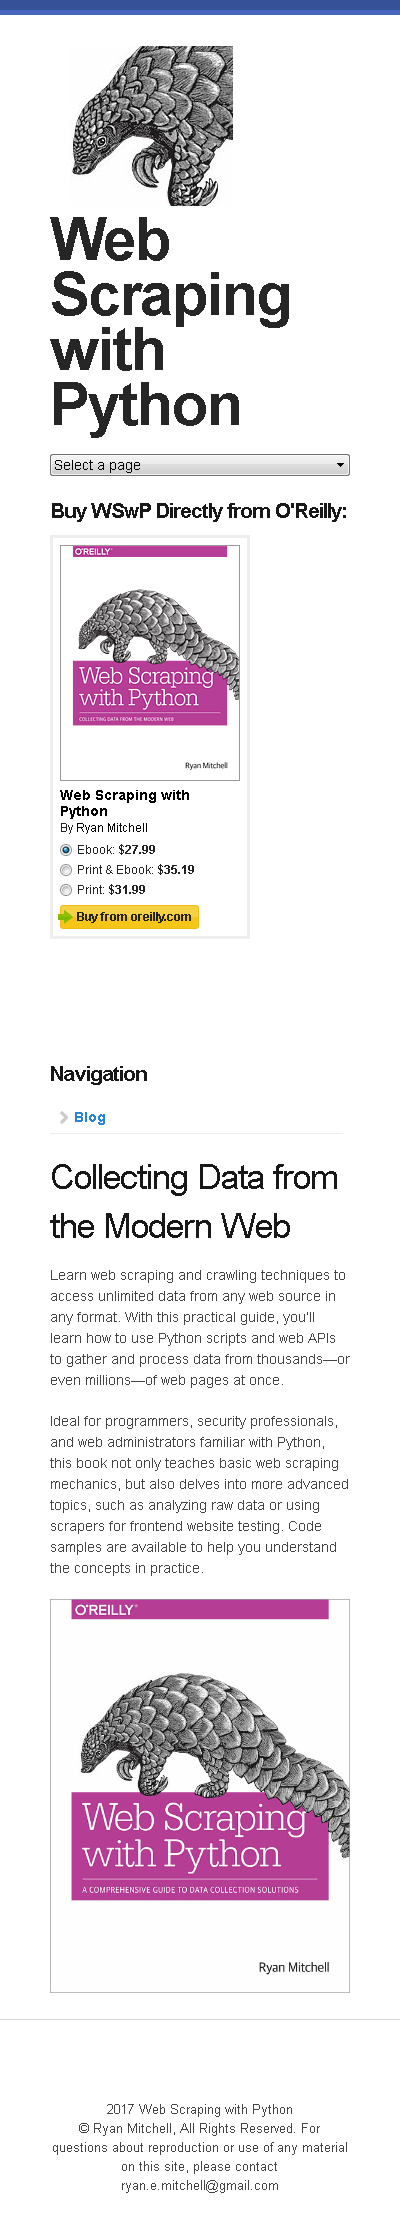 Web
Scraping
with
Python
Select a page
Buy WSwP Directly from O'Reilly:
O'REILLY®
Web Scraping
with Python
COLLECTING DATA FROM THE MODERN WEB
Ryan Mitchell
Web Scraping with
Python
By Ryan Mitchell
Ebook: $27.99
Print & Ebook: $35.19
Print: $31.99
Buy from oreilly.com
Navigation
Blog
Collecting Data from
the Modern Web
Learn web scraping and crawling techniques to
access unlimited data from any web source in
any format. With this practical guide, you'll
learn how to use Python scripts and web APIs
to gather and process data from thousands—or
even millions—of web pages at once.
Ideal for programmers, security professionals,
and web administrators familiar with Python,
this book not only teaches basic web scraping
mechanics, but also delves into more advanced
topics, such as analyzing raw data or using
scrapers for frontend website testing. Code
samples are available to help you understand
the concepts in practice.
O'REILLY®
Web Scraping
with Python
A COMPREHENSIVE GUIDE TO DATA COLLECTION SOLUTIONS
Ryan Mitchell
2017 Web Scraping with Python
© Ryan Mitchell, All Rights Reserved. For
questions about reproduction or use of any material
on this site, please contact
ryan.e.mitchell@gmail.com